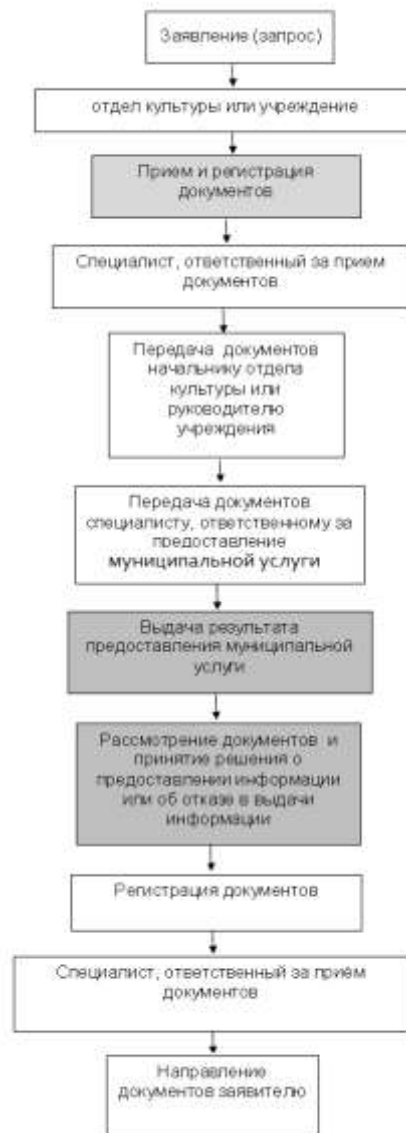 Заявление (запрос)
отдел культуры или учреждение
Прием и регистрация
документов
Специалист, ответственный за прием
документов
Передача документов
начальнику отдела
культуры или
руководителю
учреждения
Передача документов
специалисту, ответственному за
предоставление
муниципальной услуги
Выдача результата
предоставления муниципальной
услуги
Рассмотрение документов и
принятие решения о
предоставлении информации
или об отказе в выдачи
информации
Регистрация документов
Специалист, ответственный за приём
документов
Направление
документов заявителю